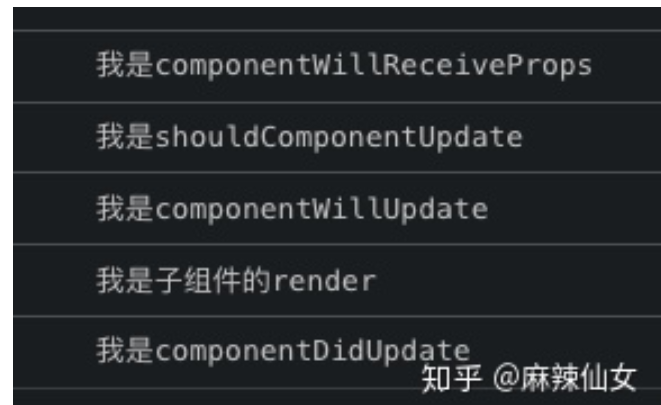 我是componentWillReceiveProps
我是shouldComponentUpdate
我是componentWillUpdate
我是子组件的render
我是componentDidUpdate
知乎 @麻辣仙女